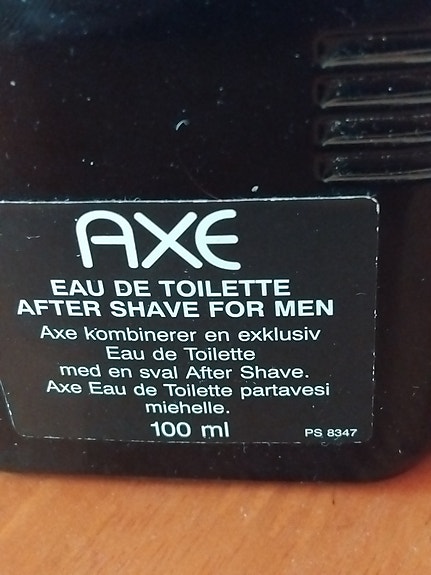 AXE
EAU DE TOILETTE
AFTER SHAVE FOR MEN
Axe kombinerer en exklusiv
Eau de Toilette
med en sval After Shave.
Axe Eau de Toilette partavesi
miehelle.
100 ml
PS 8347